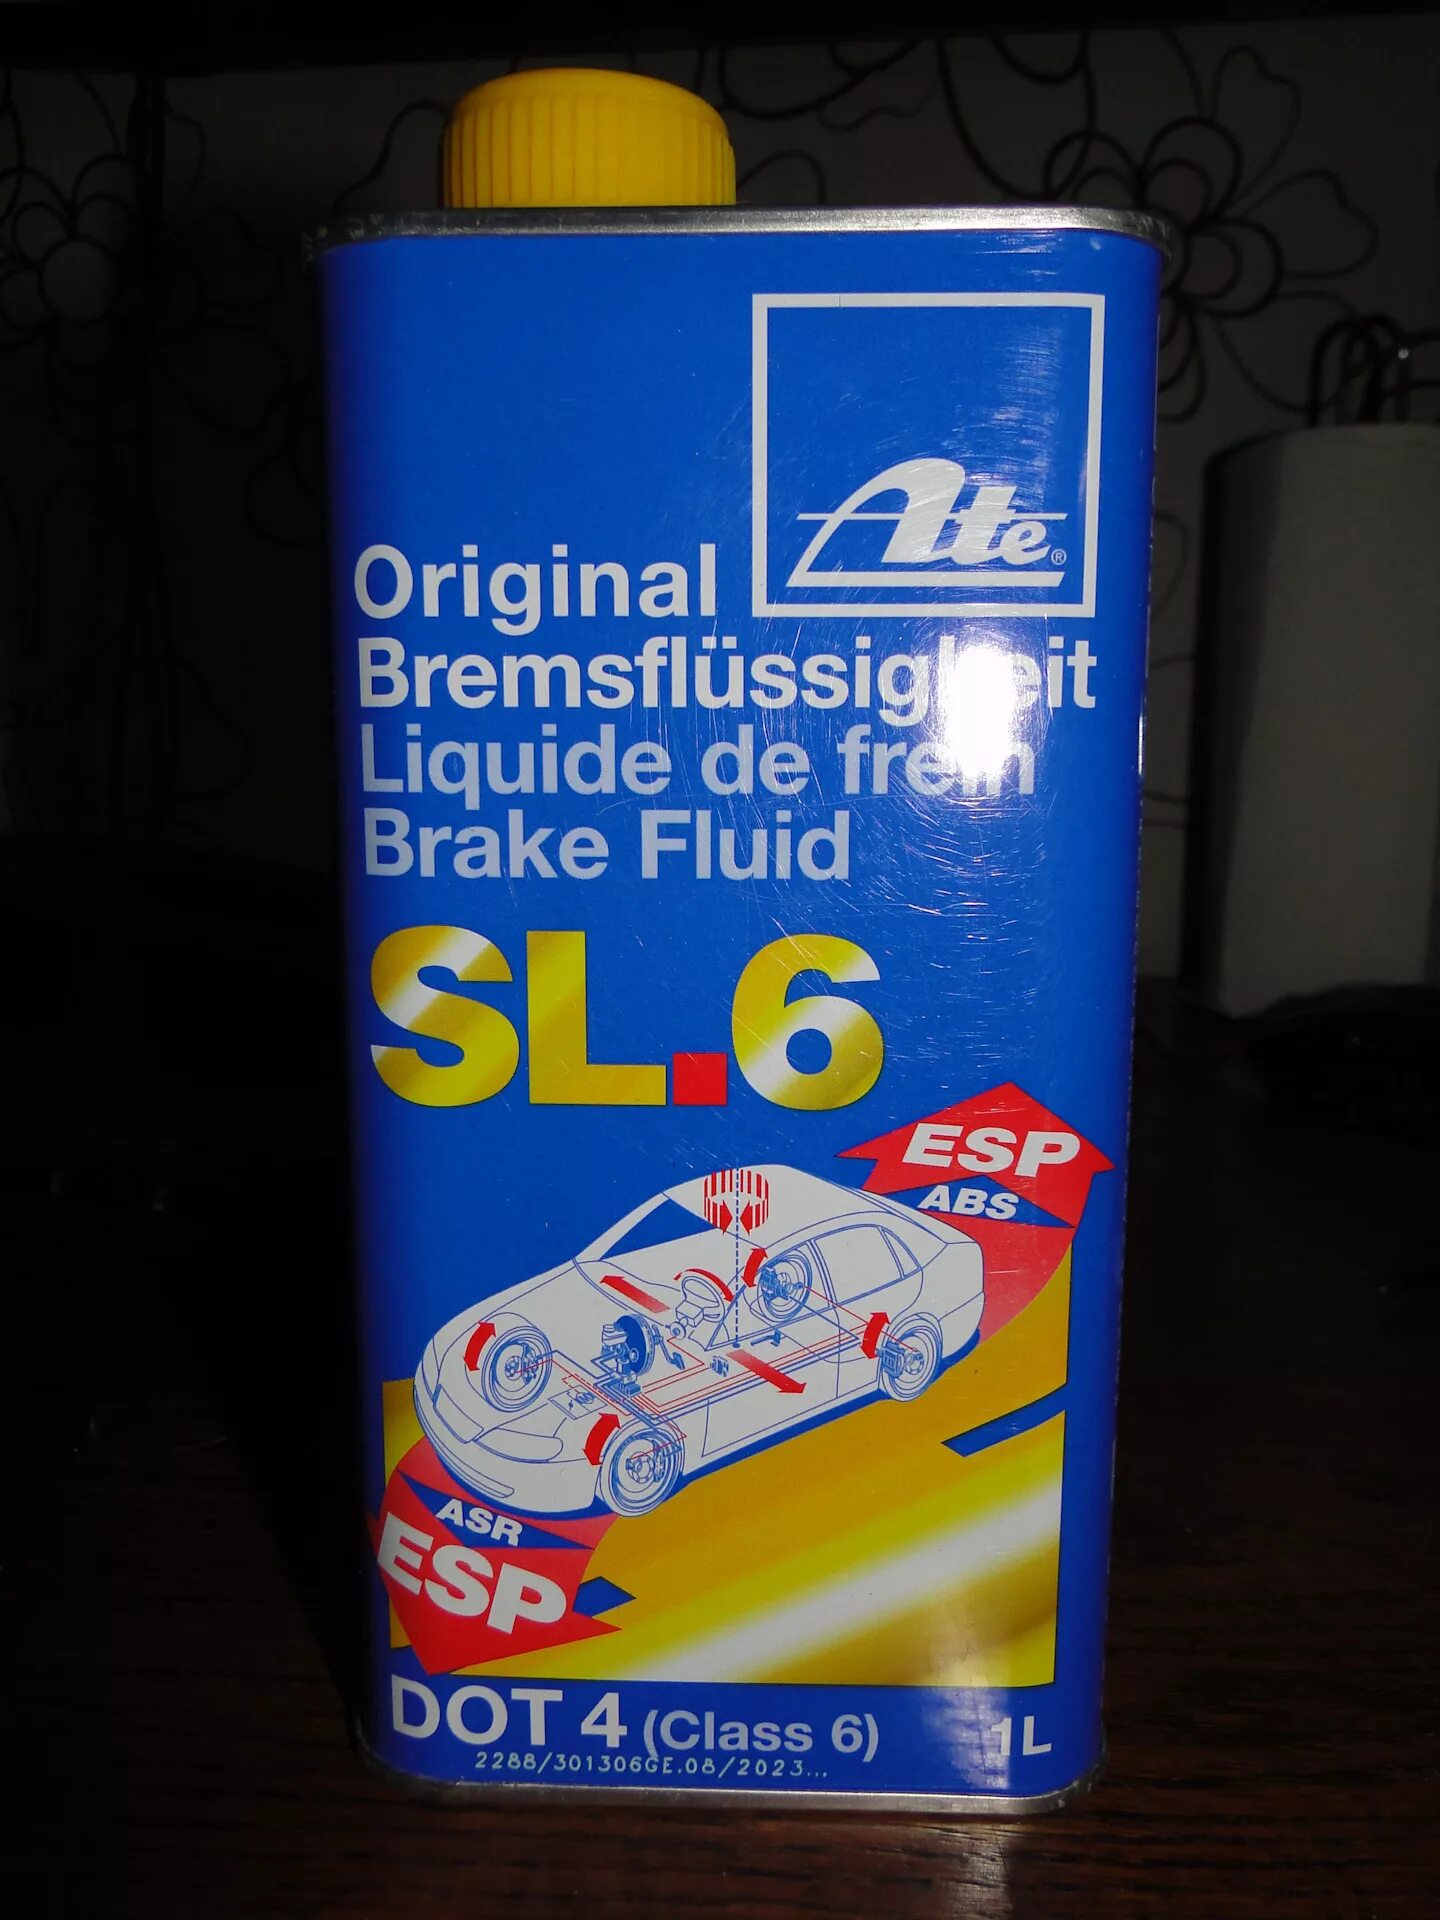 Ate®
Original
Bremsflüssigkeit
Liquide de frein
Brake Fluid
SL.6
ESP
ABS
ASR
ESP
DOT 4 (Class 6)
1L
2288/301306GE.08/2023...